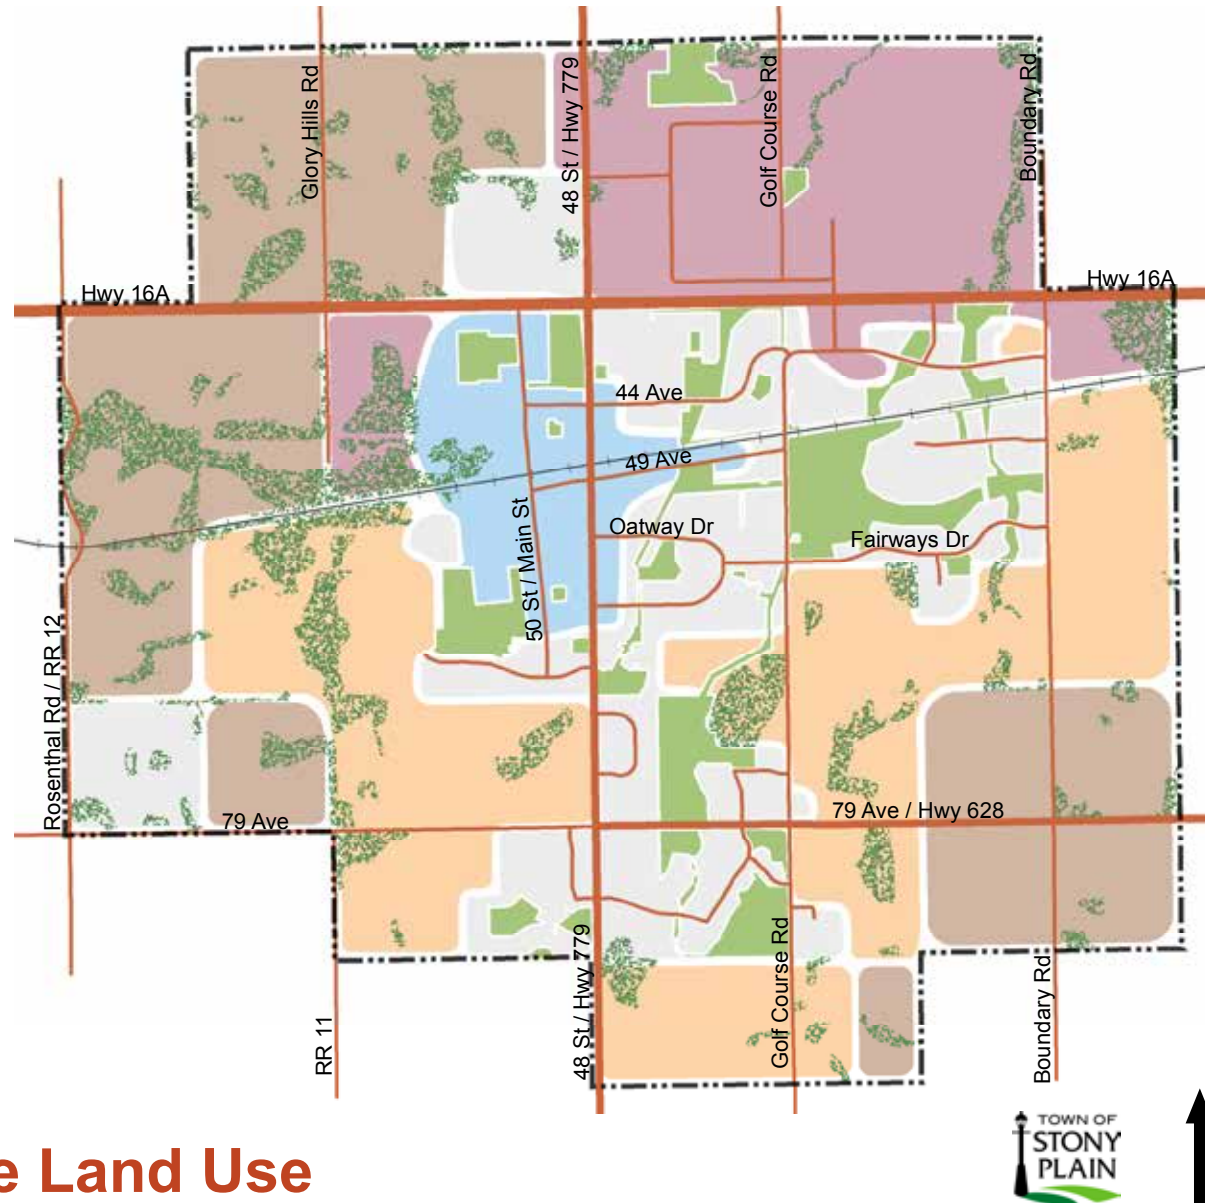 Glory Hills Rd
48 St / Hwy 779
Golf Course Rd
Boundary Rd
Hwy 16A
Hwy 16A
44 Ave
49 Ave
50 St / Main St
Oatway Dr
Fairways Dr
Rosenthal Rd / RR 12
79 Ave
79 Ave / Hwy 628
RR 11
48 St / Hwy 779
Golf Course Rd
Boundary Rd
e Land Use
TOWN OF
STONY
PLAIN